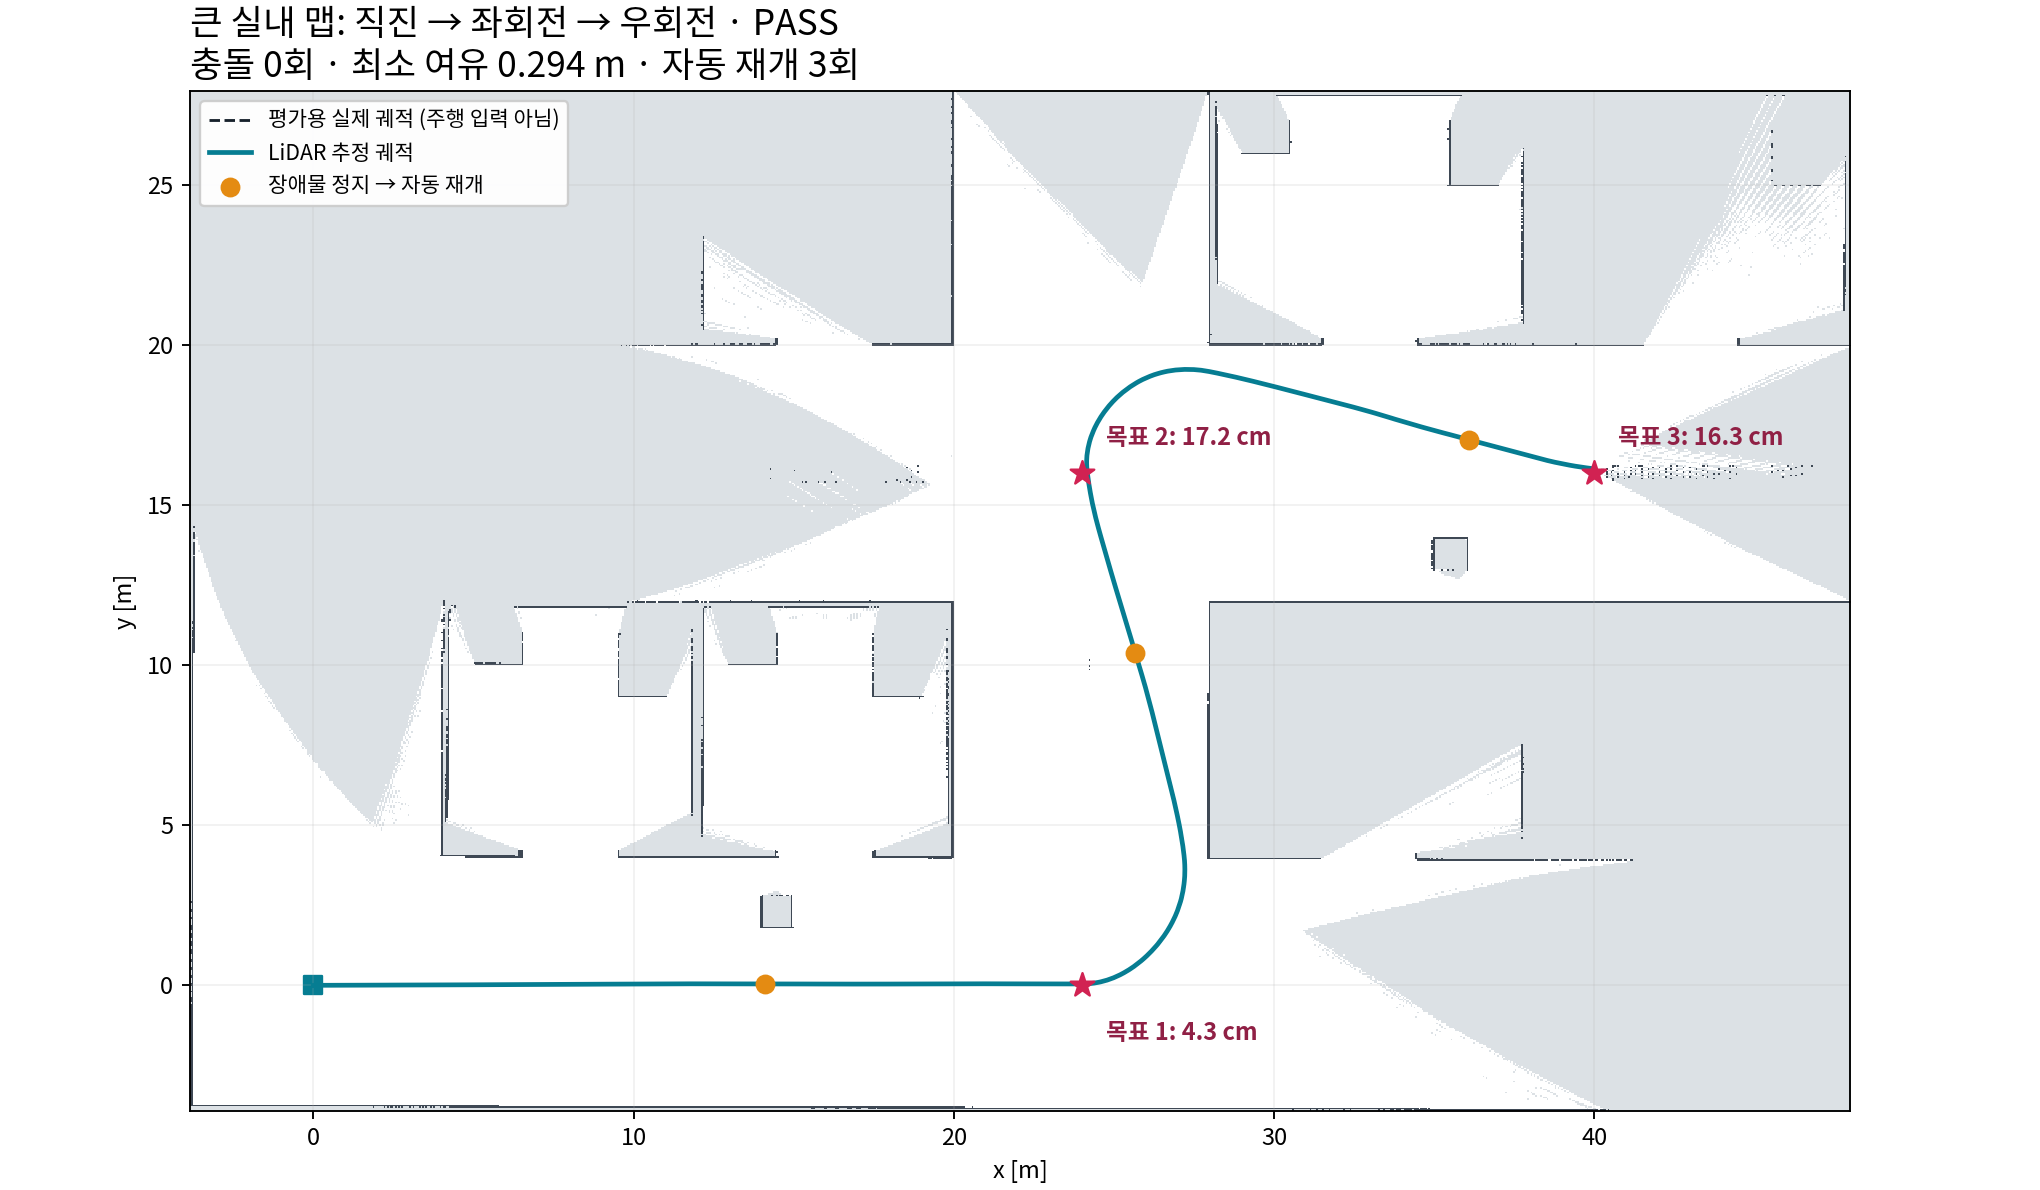 큰 실내 맵: 직진 → 좌회전 → 우회전 · PASS
충돌 0회 · 최소 여유 0.294 m · 자동 재개 3회
평가용 실제 궤적 (주행 입력 아님)
LiDAR 추정 궤적
장애물 정지 → 자동 재개
25
20
15
10
5
0
y [m]
목표 2: 17.2 cm
목표 3: 16.3 cm
목표 1: 4.3 cm
0
10
20
30
40
x [m]